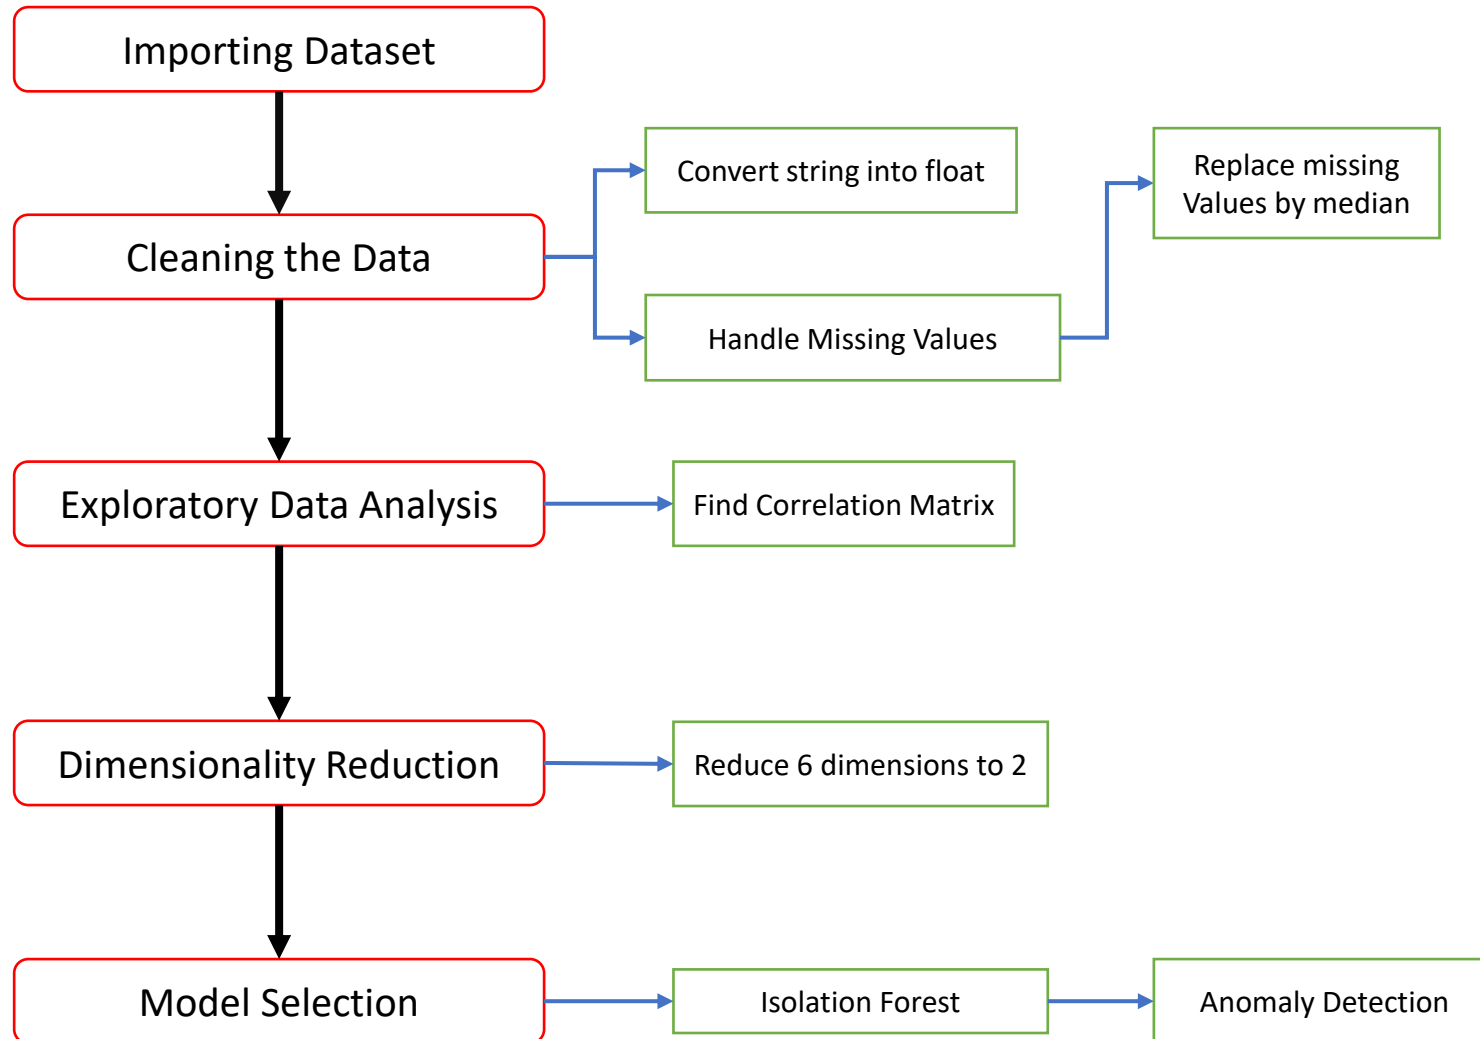 Importing Dataset
Convert string into float
Replace missing
Values by median
Cleaning the Data
Handle Missing Values
Exploratory Data Analysis
Find Correlation Matrix
Dimensionality Reduction
Reduce 6 dimensions to 2
Model Selection
Isolation Forest
Anomaly Detection